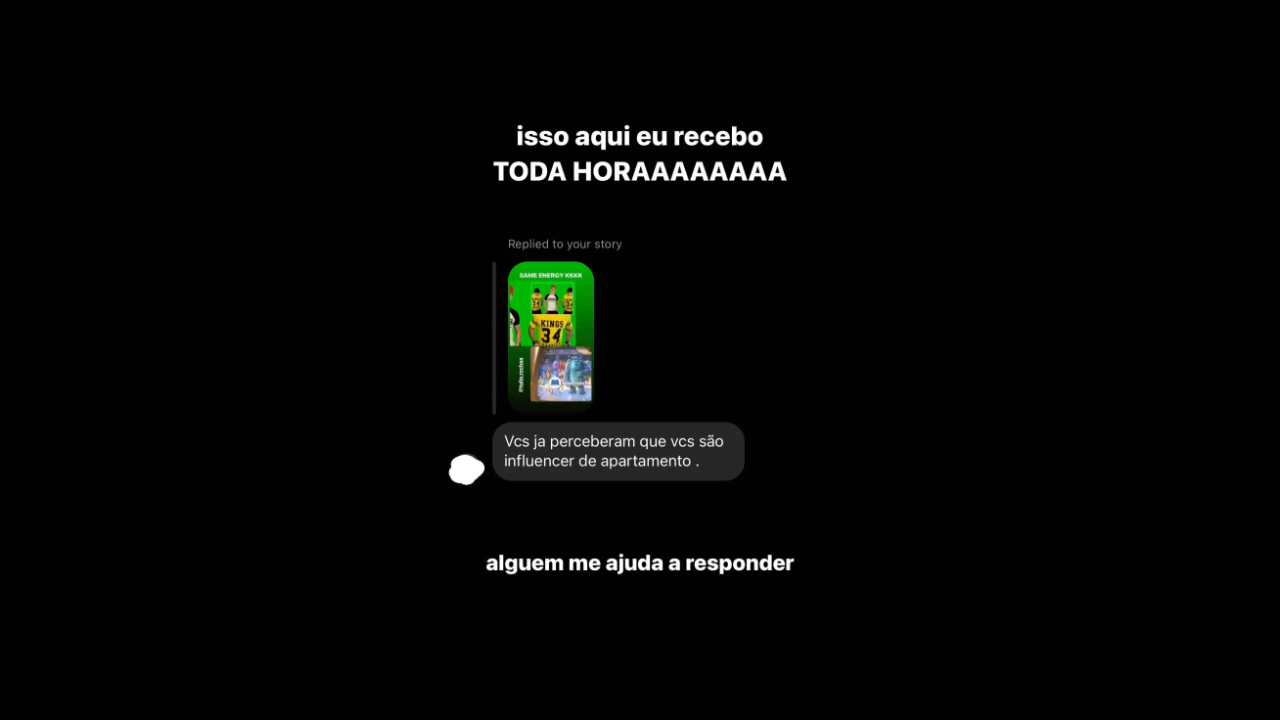 isso aqui eu recebo
TODA HORAAAAAAAA
Replied to your story
SAME ENERGY KKKK
KINGS
34
Vcs ja perceberam que vcs são
influencer de apartamento .
alguem me ajuda a responder